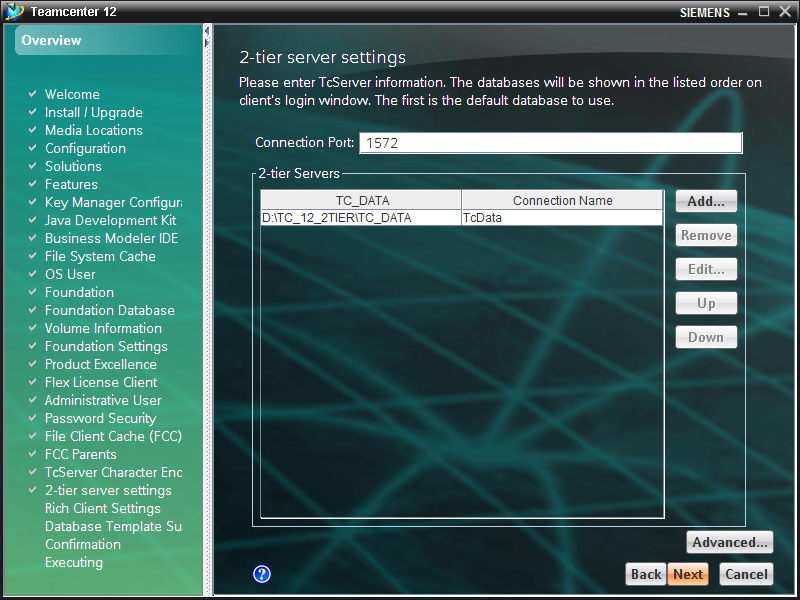 Teamcenter 12
SIEMENS
Overview
Welcome
Install / Upgrade
Media Locations
Configuration
Solutions
Features
Key Manager Configura
Java Development Kit
Business Modeler IDE
File System Cache
OS User
Foundation
Foundation Database
Volume Information
Foundation Settings
Product Excellence
Flex License Client
Administrative User
Password Security
File Client Cache (FCC)
FCC Parents
TcServer Character Enc
2-tier server settings
Rich Client Settings
Database Template Su
Confirmation
Executing
2-tier server settings
Please enter TcServer information. The databases will be shown in the listed order on
client's login window. The first is the default database to use.
Connection Port: 1572
2-tier Servers
TC_DATA Connection Name
D:\TC_12_2TIER\TC_DATA TcData
Add...
Remove
Edit...
Up
Down
Advanced...
? Back Next Cancel